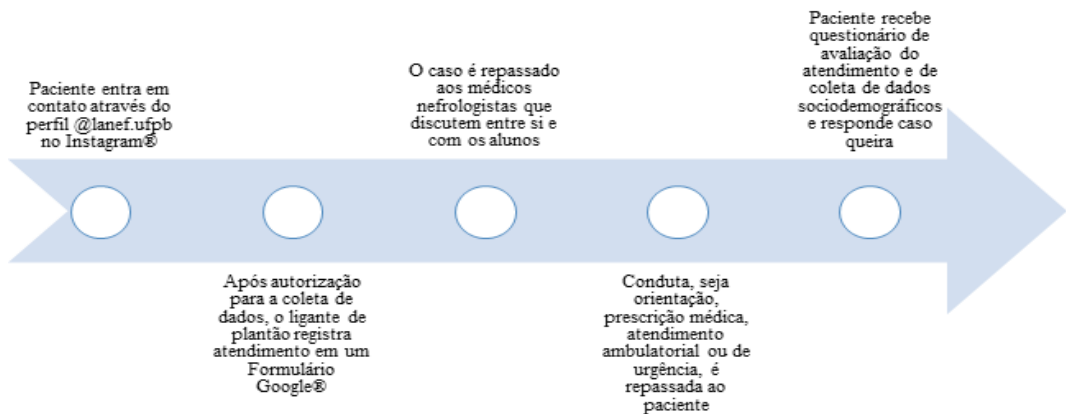 Paciente entra em
contato através do
perfil @lanef.ufpb
no Instagram®
Após autorização
para a coleta de
dados, o ligante de
plantão registra
atendimento em um
Formulário
Google®
O caso é repassado
aos médicos
nefrologistas que
discutem entre si e
com os alunos
Conduta, seja
orientação,
prescrição médica,
atendimento
ambulatorial ou de
urgência, é
repassada ao
paciente
Paciente recebe
questionário de
avaliação do
atendimento e de
coleta de dados
sociodemográficos
e responde caso
queira